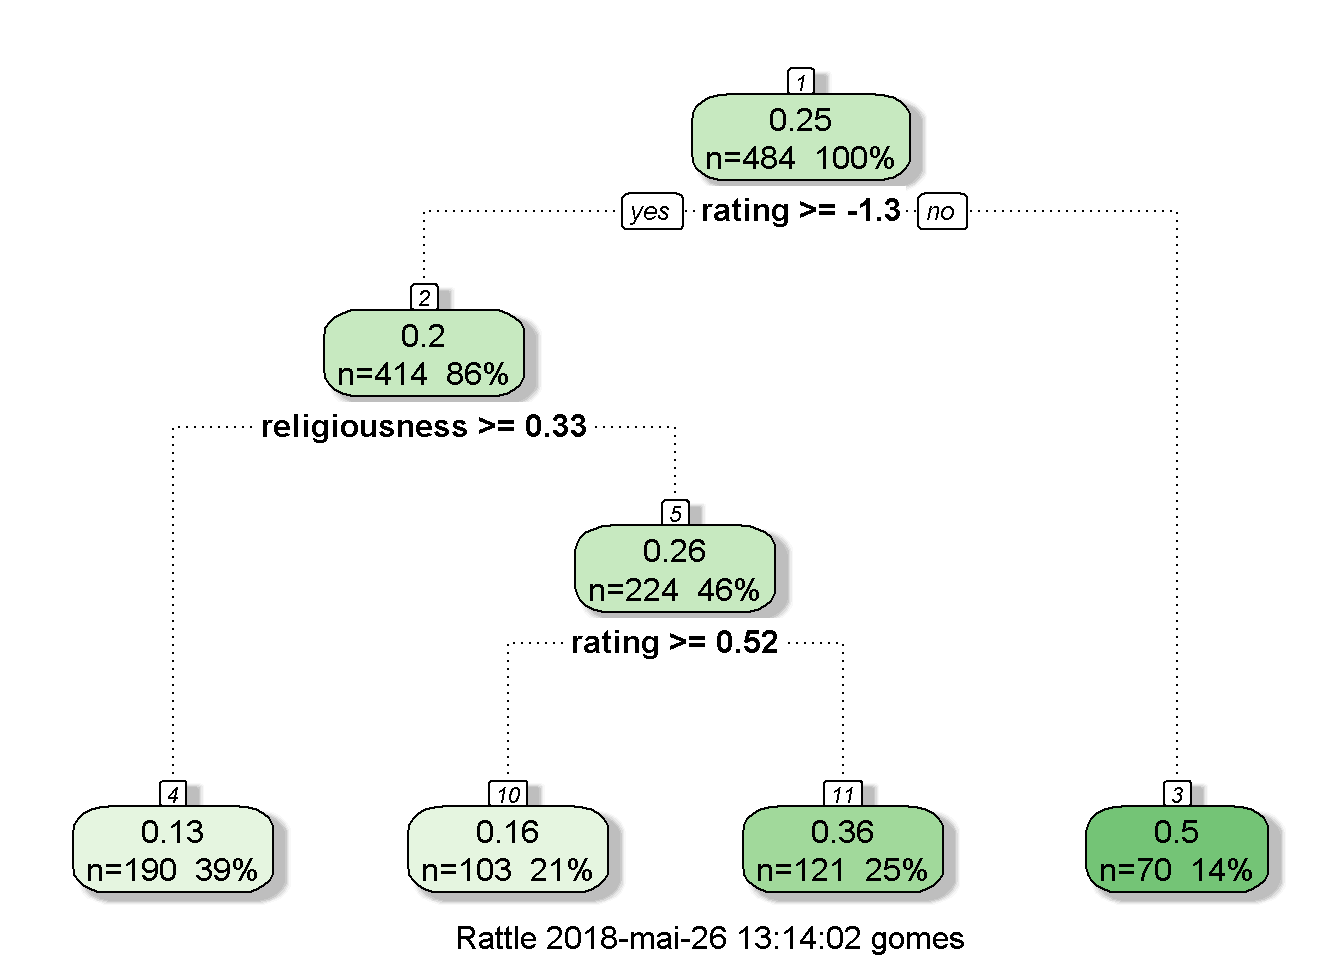 1
0.25
n=484 100%
yes rating >= -1.3 no
2
0.2
n=414 86%
religiousness >= 0.33
5
0.26
n=224 46%
rating >= 0.52
4
0.13
n=190 39%
10
0.16
n=103 21%
11
0.36
n=121 25%
3
0.5
n=70 14%
Rattle 2018-mai-26 13:14:02 gomes